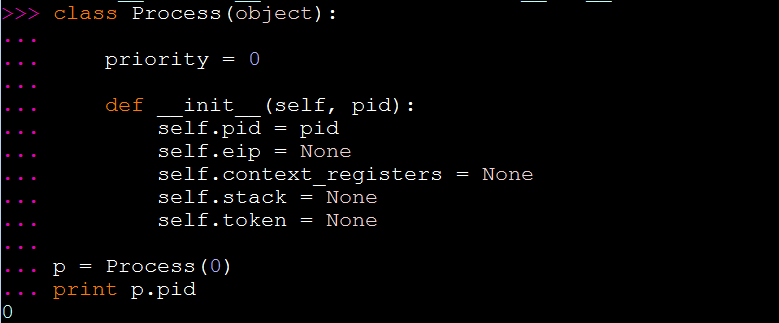 >>> class Process(object):
...
...     priority = 0
...
...     def __init__(self, pid):
...         self.pid = pid
...         self.eip = None
...         self.context_registers = None
...         self.stack = None
...         self.token = None
...
... p = Process(0)
... print p.pid
0